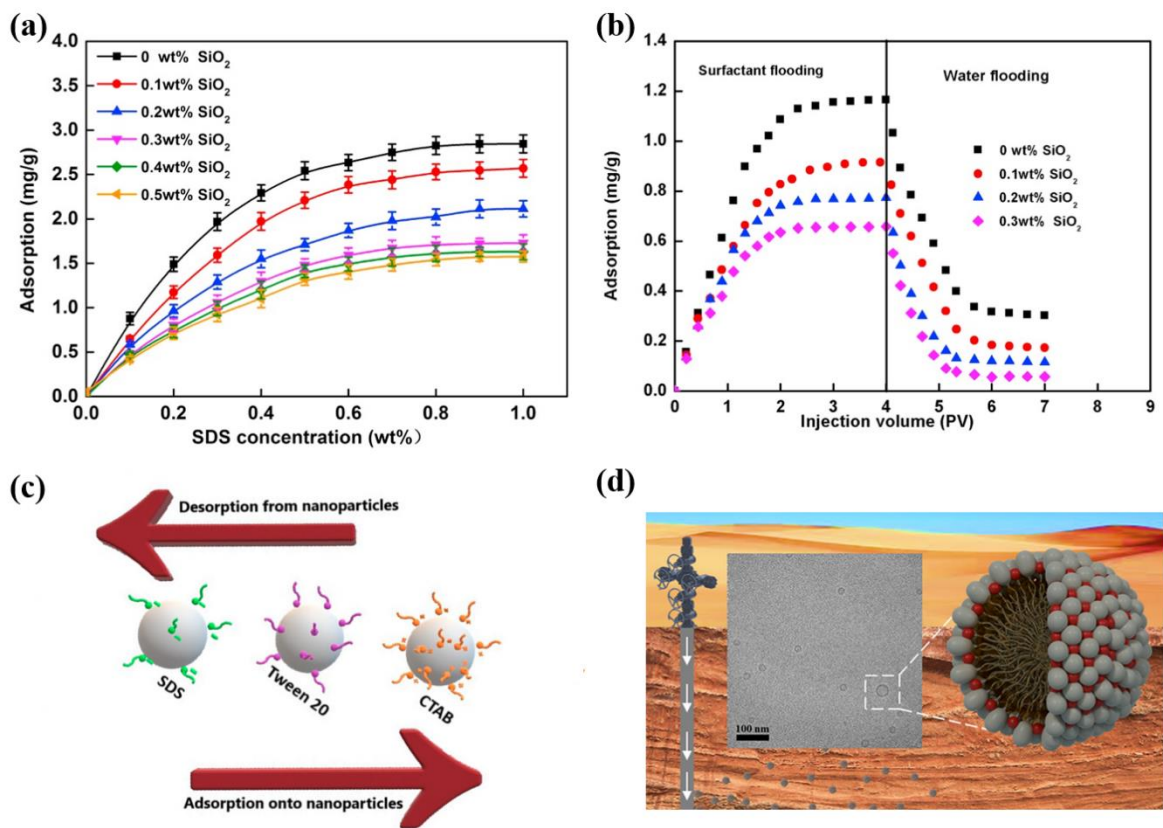 (a)
4.0
3.5
3.0
2.5
2.0
1.5
1.0
0.5
0.0
Adsorption (mg/g)
0 wt% SiO2
0.1wt% SiO2
0.2wt% SiO2
0.3wt% SiO2
0.4wt% SiO2
0.5wt% SiO2
0.0 0.2 0.4 0.6 0.8 1.0
SDS concentration (wt%)
(b)
1.4
1.2
1.0
0.8
0.6
0.4
0.2
0.0
Adsorption (mg/g)
Surfactant flooding
Water flooding
0 wt% SiO2
0.1wt% SiO2
0.2wt% SiO2
0.3wt% SiO2
0 1 2 3 4 5 6 7 8 9
Injection volume (PV)
(c)
Desorption from nanoparticles
SDS
Tween 20
CTAB
Adsorption onto nanoparticles
(d)
100 nm